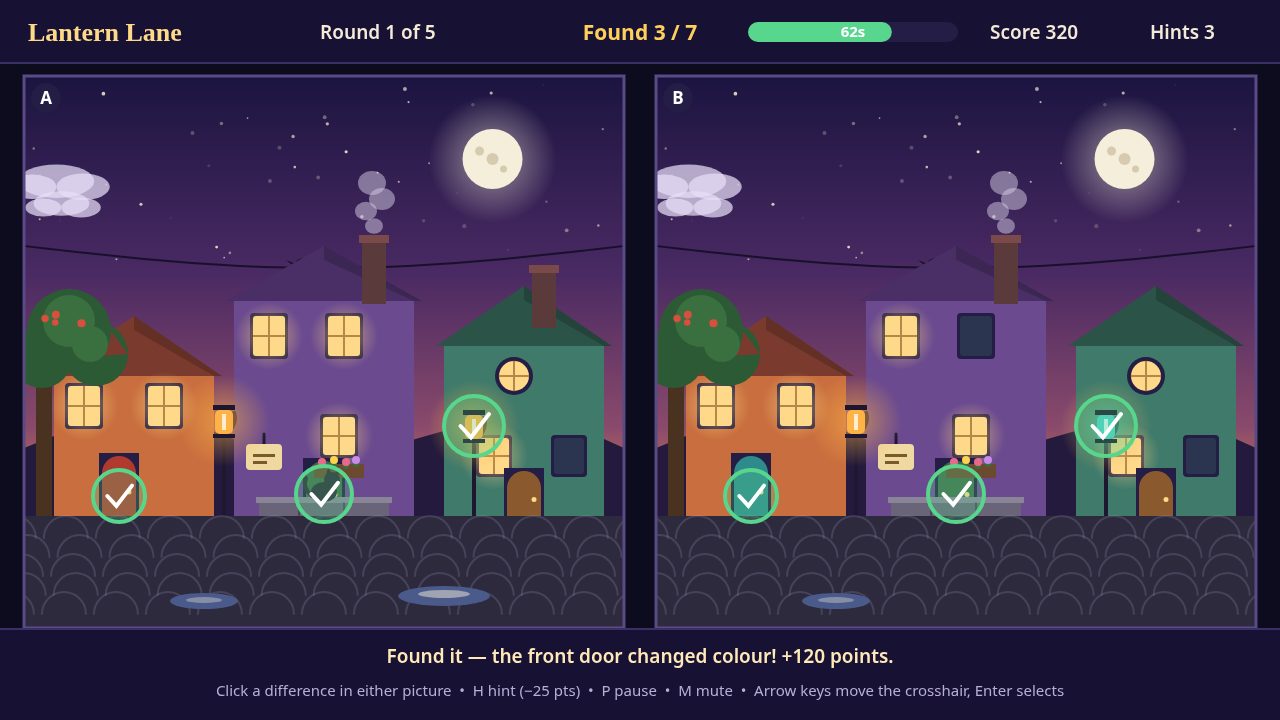 Lantern Lane
Round 1 of 5
Found 3 / 7
62s
Score 320
Hints 3
A
B
Found it — the front door changed colour! +120 points.
Click a difference in either picture • H hint (−25 pts) • P pause • M mute • Arrow keys move the crosshair, Enter selects